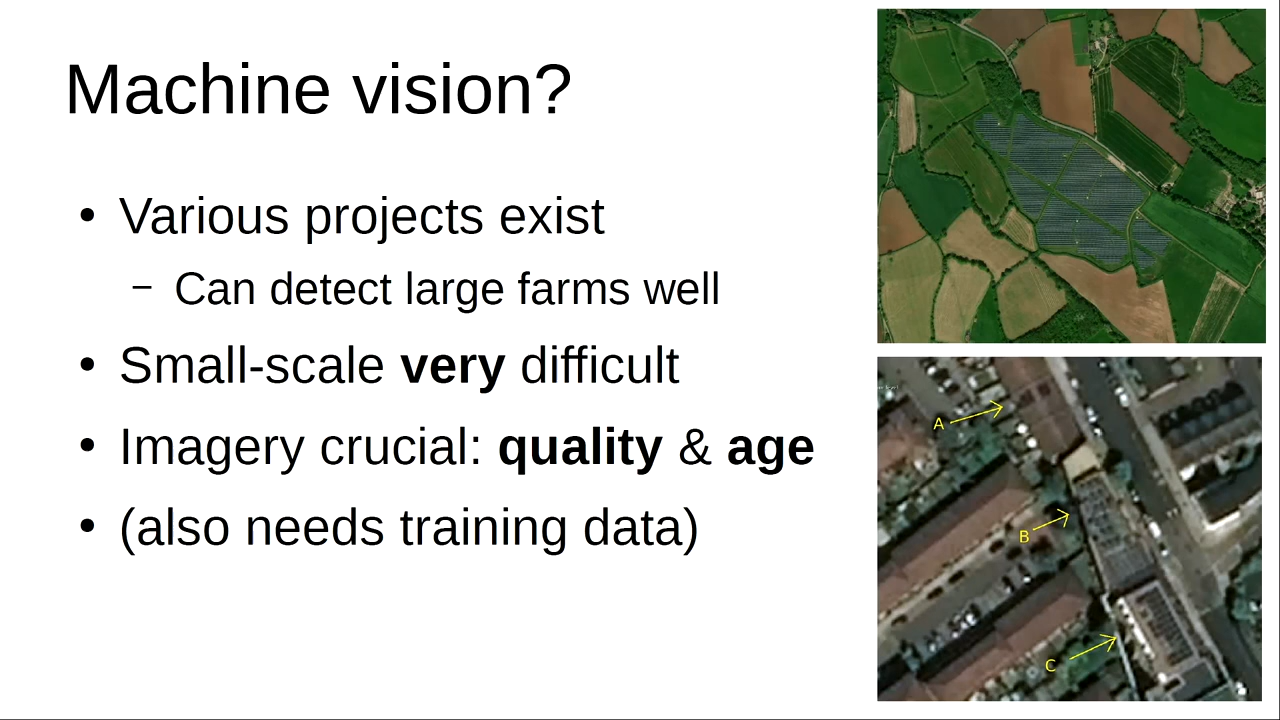 Machine vision?
• Various projects exist
– Can detect large farms well
• Small-scale very difficult
• Imagery crucial: quality & age
• (also needs training data)
A
B
C